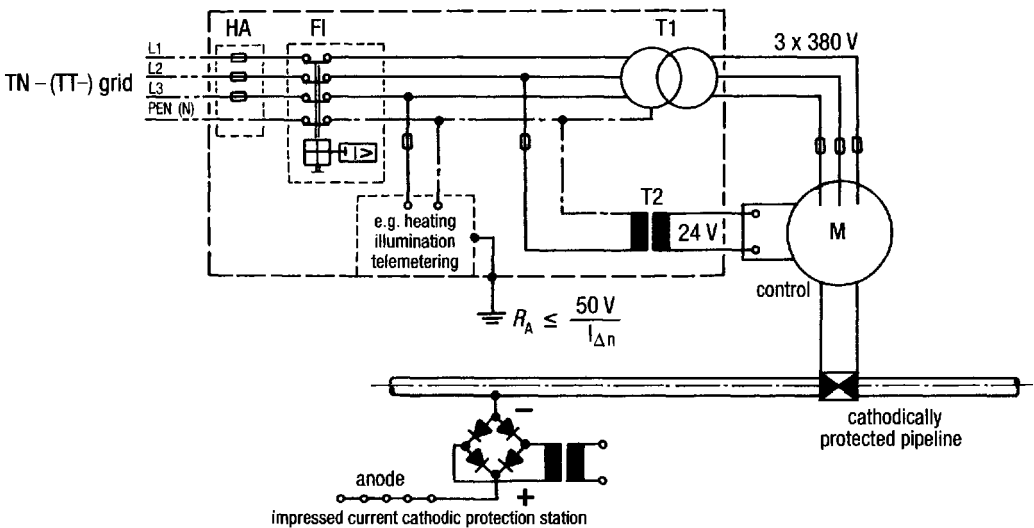 HA
FI
T1
3 x 380 V
L1
L2
L3
PEN (N)
TN – (TT–) grid
I>
e.g. heating
illumination
telemetering
T2
24 V
M
control
R_A ≤ 50 V / I_Δn
cathodically
protected pipeline
–
+
anode
impressed current cathodic protection station